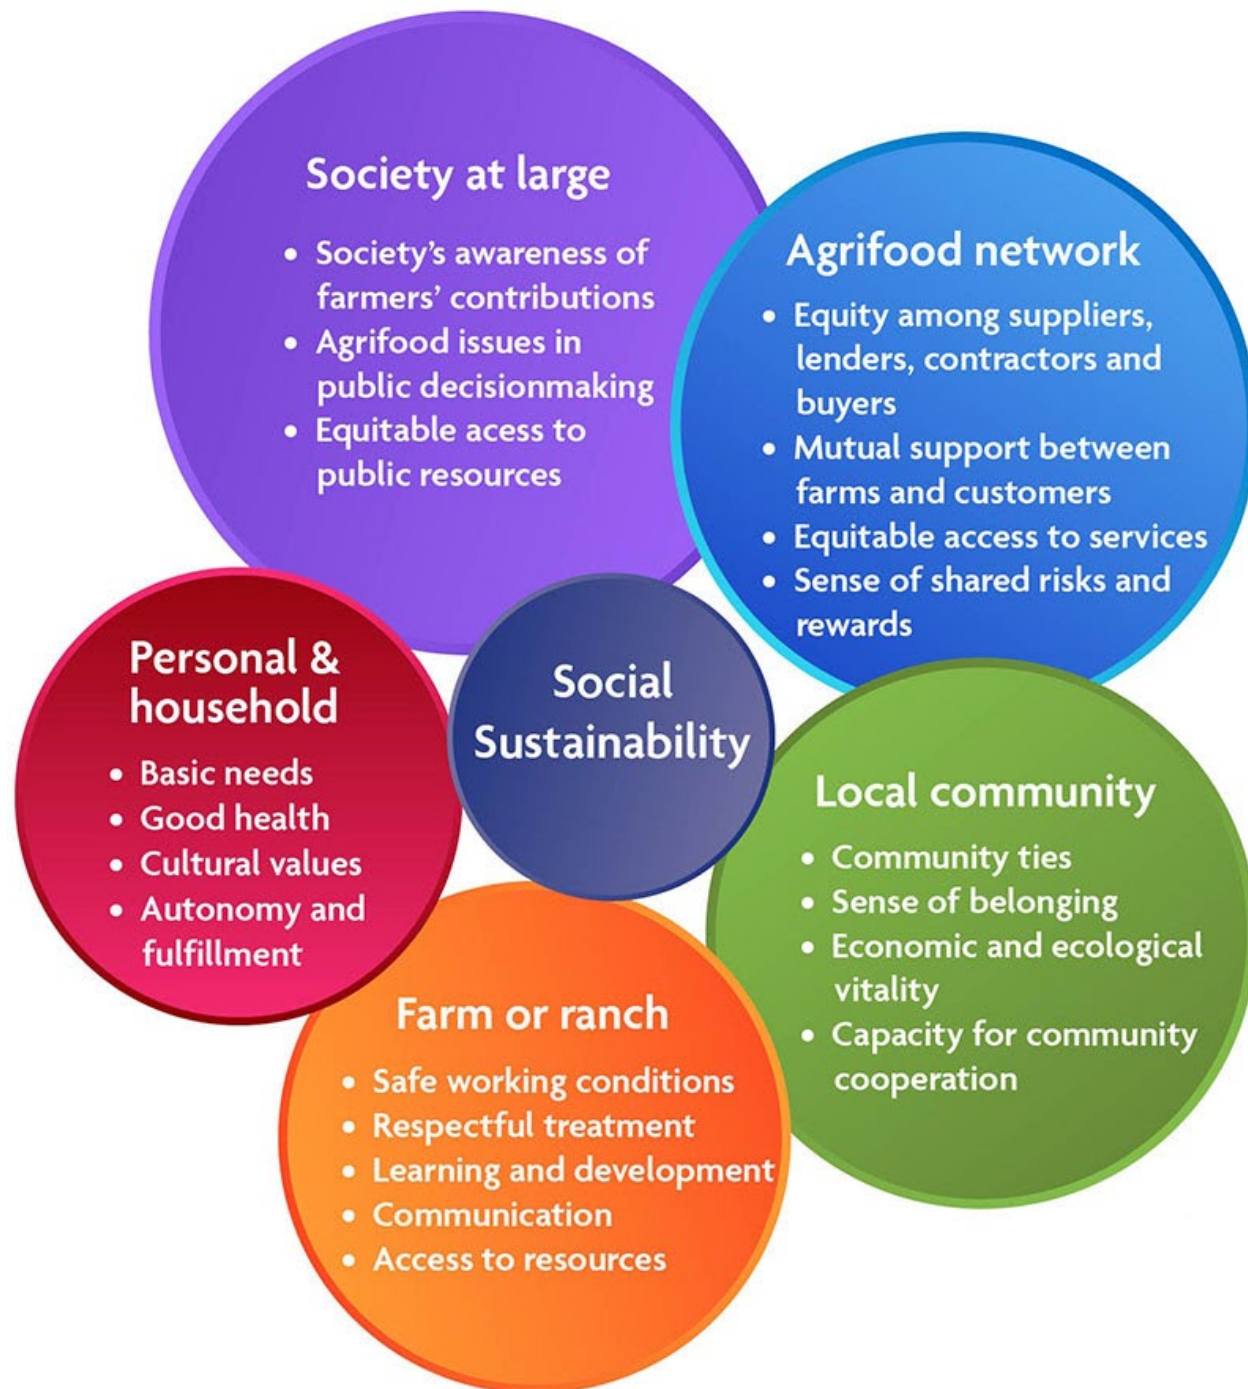 Society at large
• Society's awareness of
farmers' contributions
• Agrifood issues in
public decisionmaking
• Equitable acess to
public resources
Agrifood network
• Equity among suppliers,
lenders, contractors and
buyers
• Mutual support between
farms and customers
• Equitable access to services
• Sense of shared risks and
rewards
Personal &
household
• Basic needs
• Good health
• Cultural values
• Autonomy and
fulfillment
Social
Sustainability
Local community
• Community ties
• Sense of belonging
• Economic and ecological
vitality
• Capacity for community
cooperation
Farm or ranch
• Safe working conditions
• Respectful treatment
• Learning and development
• Communication
• Access to resources